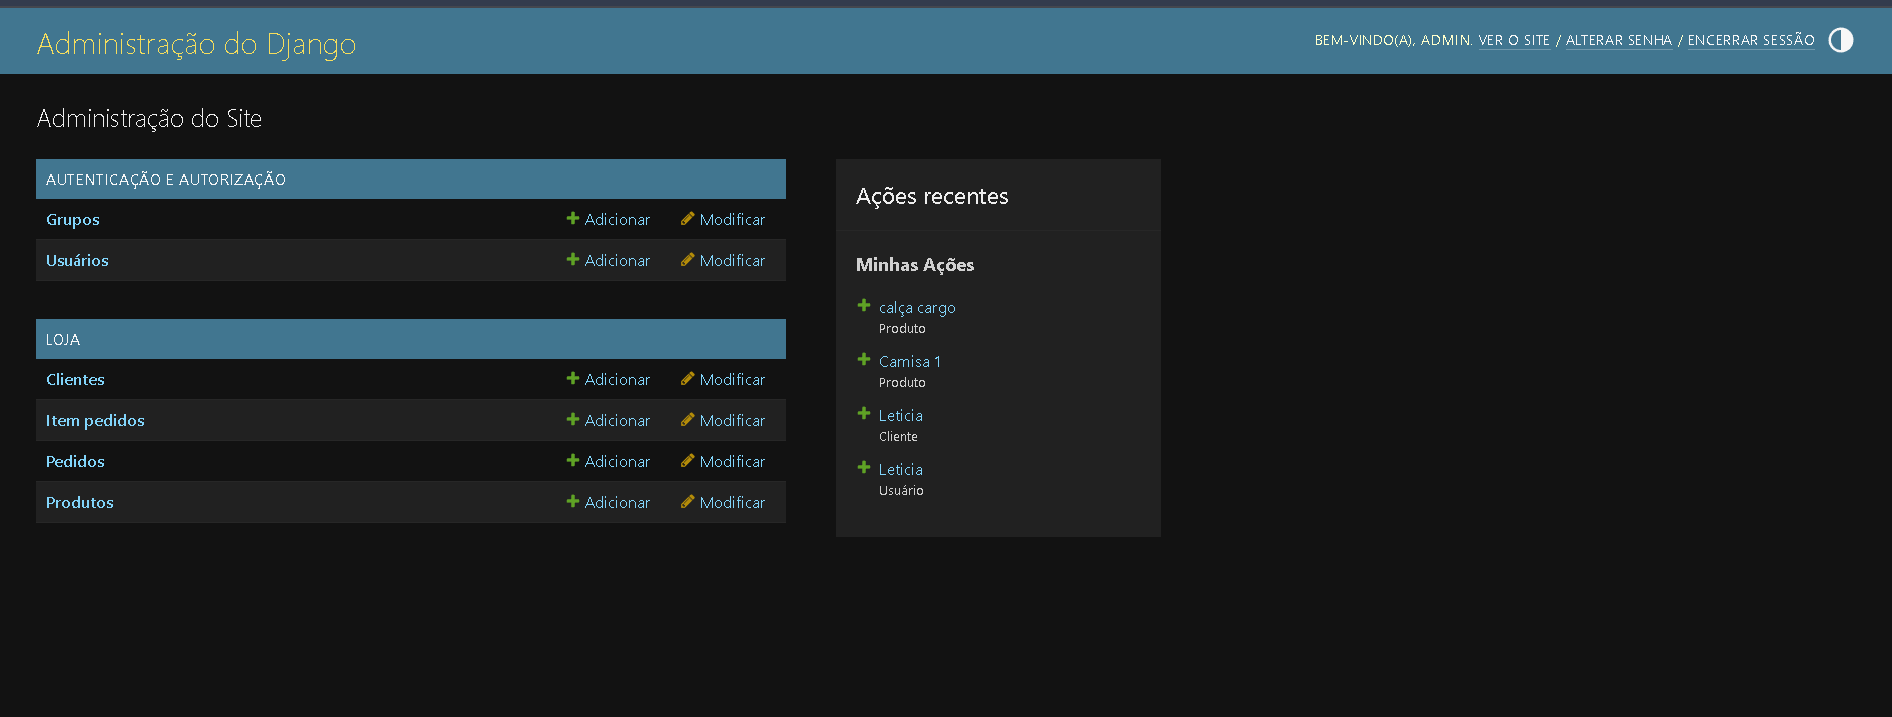 Administração do Django
BEM-VINDO(A), ADMIN. VER O SITE / ALTERAR SENHA / ENCERRAR SESSÃO
Administração do Site
AUTENTICAÇÃO E AUTORIZAÇÃO
Grupos Adicionar Modificar
Usuários Adicionar Modificar
LOJA
Clientes Adicionar Modificar
Item pedidos Adicionar Modificar
Pedidos Adicionar Modificar
Produtos Adicionar Modificar
Ações recentes
Minhas Ações
calça cargo
Produto
Camisa 1
Produto
Leticia
Cliente
Leticia
Usuário